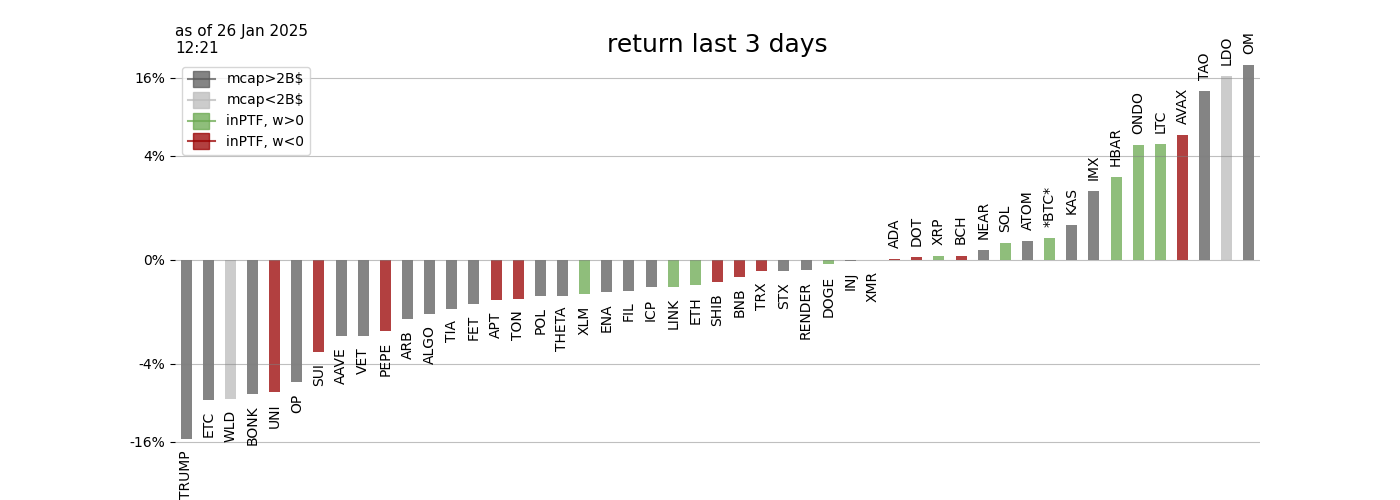 as of 26 Jan 2025
12:21
return last 3 days
mcap>2B$
mcap<2B$
inPTF, w>0
inPTF, w<0
16%
4%
0%
-4%
-16%
TRUMP
ETC
WLD
BONK
UNI
OP
SUI
AAVE
VET
PEPE
ARB
ALGO
TIA
FET
APT
TON
POL
THETA
XLM
ENA
FIL
ICP
LINK
ETH
SHIB
BNB
TRX
STX
RENDER
DOGE
INJ
XMR
ADA
DOT
XRP
BCH
NEAR
SOL
ATOM
*BTC*
KAS
IMX
HBAR
ONDO
LTC
AVAX
TAO
LDO
OM